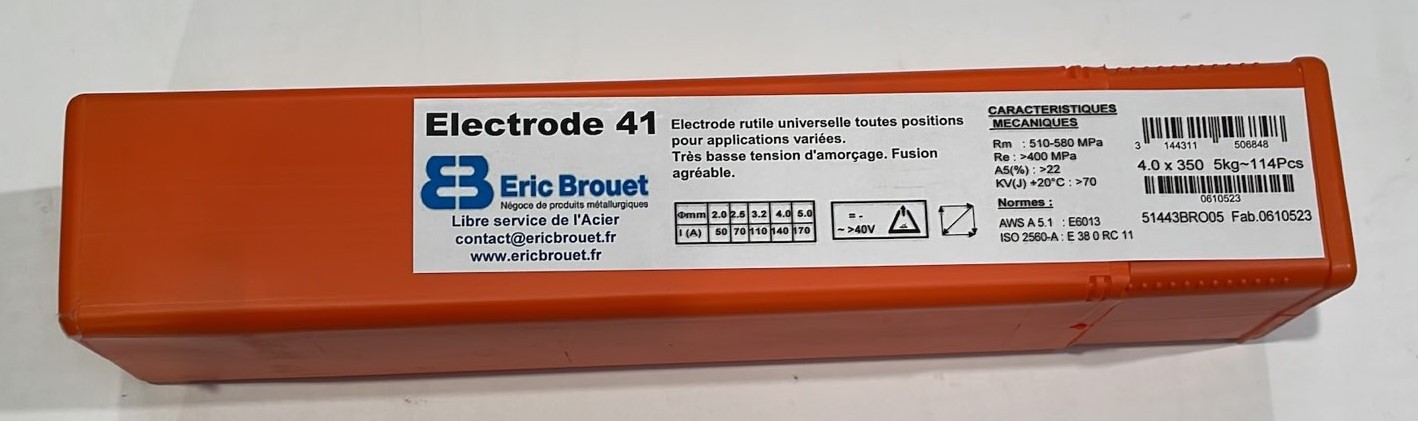 Electrode 41
EB Eric Brouet
Négoce de produits métallurgiques
Libre service de l'Acier
contact@ericbrouet.fr
www.ericbrouet.fr
Electrode rutile universelle toutes positions
pour applications variées.
Très basse tension d'amorçage. Fusion
agréable.
Φmm 2.0 2.5 3.2 4.0 5.0
I (A) 50 70 110 140 170
= -
~ >40V
CARACTERISTIQUES
MECANIQUES
Rm : 510-580 MPa
Re : >400 MPa
A5(%) : >22
KV(J) +20°C : >70
Normes :
AWS A 5.1 : E6013
ISO 2560-A : E 38 0 RC 11
3 144311 506848
4.0 x 350 5kg~114Pcs
0610523
51443BRO05 Fab.0610523